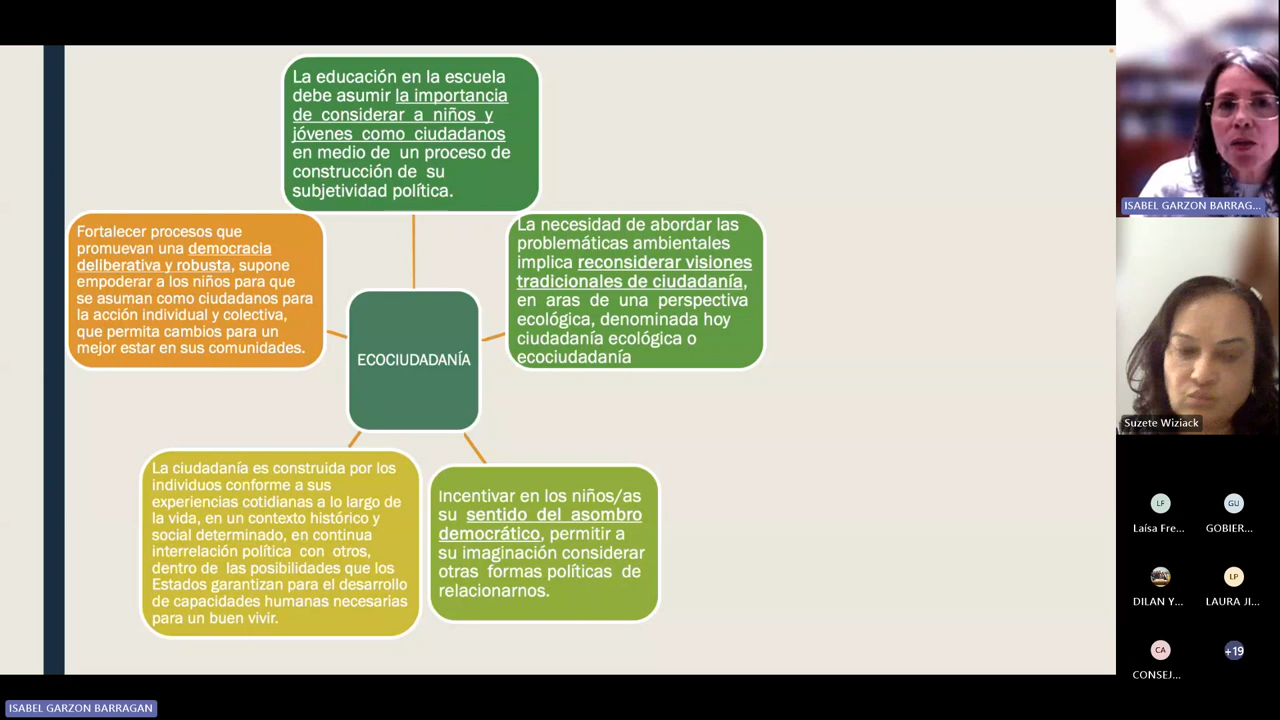 La educación en la escuela
debe asumir la importancia
de considerar a niños y
jóvenes como ciudadanos
en medio de un proceso de
construcción de su
subjetividad política.
Fortalecer procesos que
promuevan una democracia
deliberativa y robusta, supone
empoderar a los niños para que
se asuman como ciudadanos para
la acción individual y colectiva,
que permita cambios para un
mejor estar en sus comunidades.
La necesidad de abordar las
problemáticas ambientales
implica reconsiderar visiones
tradicionales de ciudadanía,
en aras de una perspectiva
ecológica, denominada hoy
ciudadanía ecológica o
ecociudadanía
ECOCIUDADANÍA
La ciudadanía es construida por los
individuos conforme a sus
experiencias cotidianas a lo largo de
la vida, en un contexto histórico y
social determinado, en continua
interrelación política con otros,
dentro de las posibilidades que los
Estados garantizan para el desarrollo
de capacidades humanas necesarias
para un buen vivir.
Incentivar en los niños/as
su sentido del asombro
democrático, permitir a
su imaginación considerar
otras formas políticas de
relacionarnos.
ISABEL GARZON BARRAG...
Suzete Wiziack
LF
GU
Laísa Fre...
GOBIER...
LP
DILAN Y...
LAURA JI...
CA
+19
CONSEJ...
ISABEL GARZON BARRAGAN